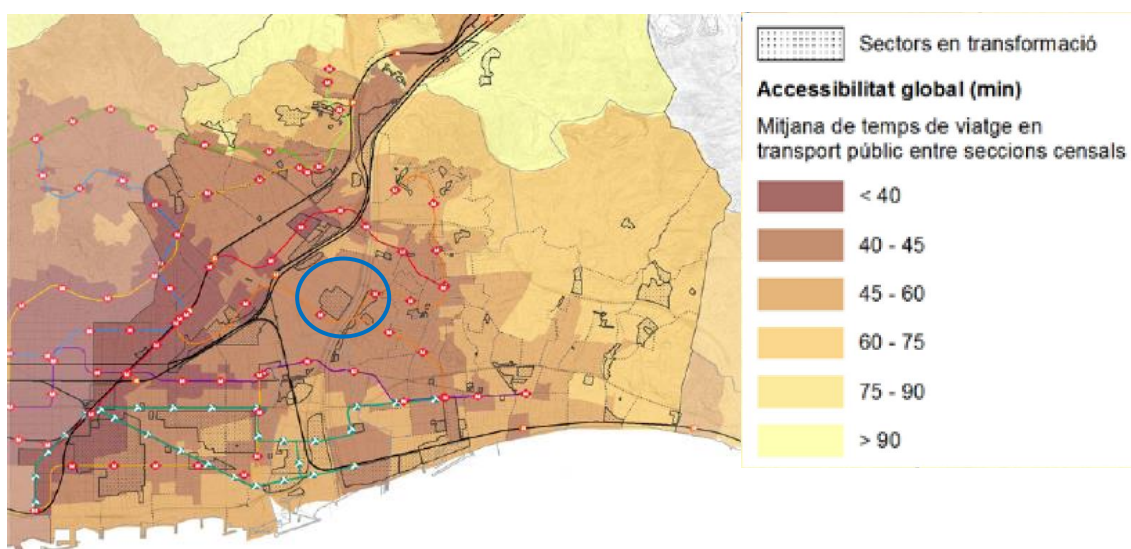 Sectors en transformació
Accessibilitat global (min)
Mitjana de temps de viatge en
transport públic entre seccions censals
< 40
40 - 45
45 - 60
60 - 75
75 - 90
> 90